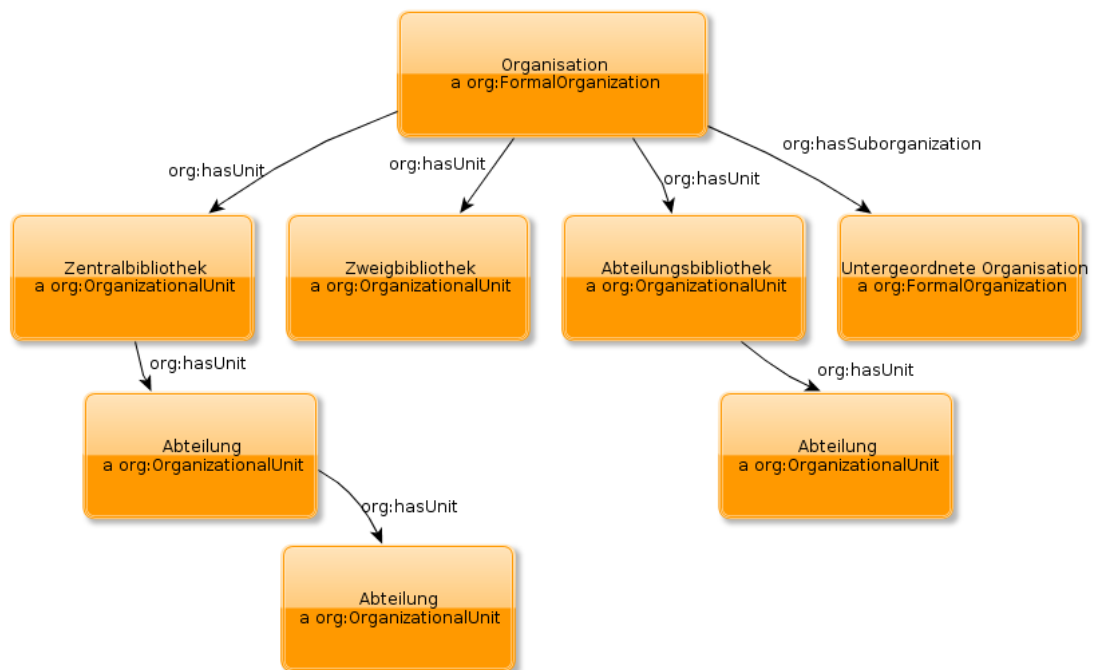 Organisation
a org:FormalOrganization
org:hasUnit
org:hasUnit
org:hasUnit
org:hasSuborganization
Zentralbibliothek
a org:OrganizationalUnit
Zweigbibliothek
a org:OrganizationalUnit
Abteilungsbibliothek
a org:OrganizationalUnit
Untergeordnete Organisation
a org:FormalOrganization
org:hasUnit
org:hasUnit
Abteilung
a org:OrganizationalUnit
Abteilung
a org:OrganizationalUnit
org:hasUnit
Abteilung
a org:OrganizationalUnit